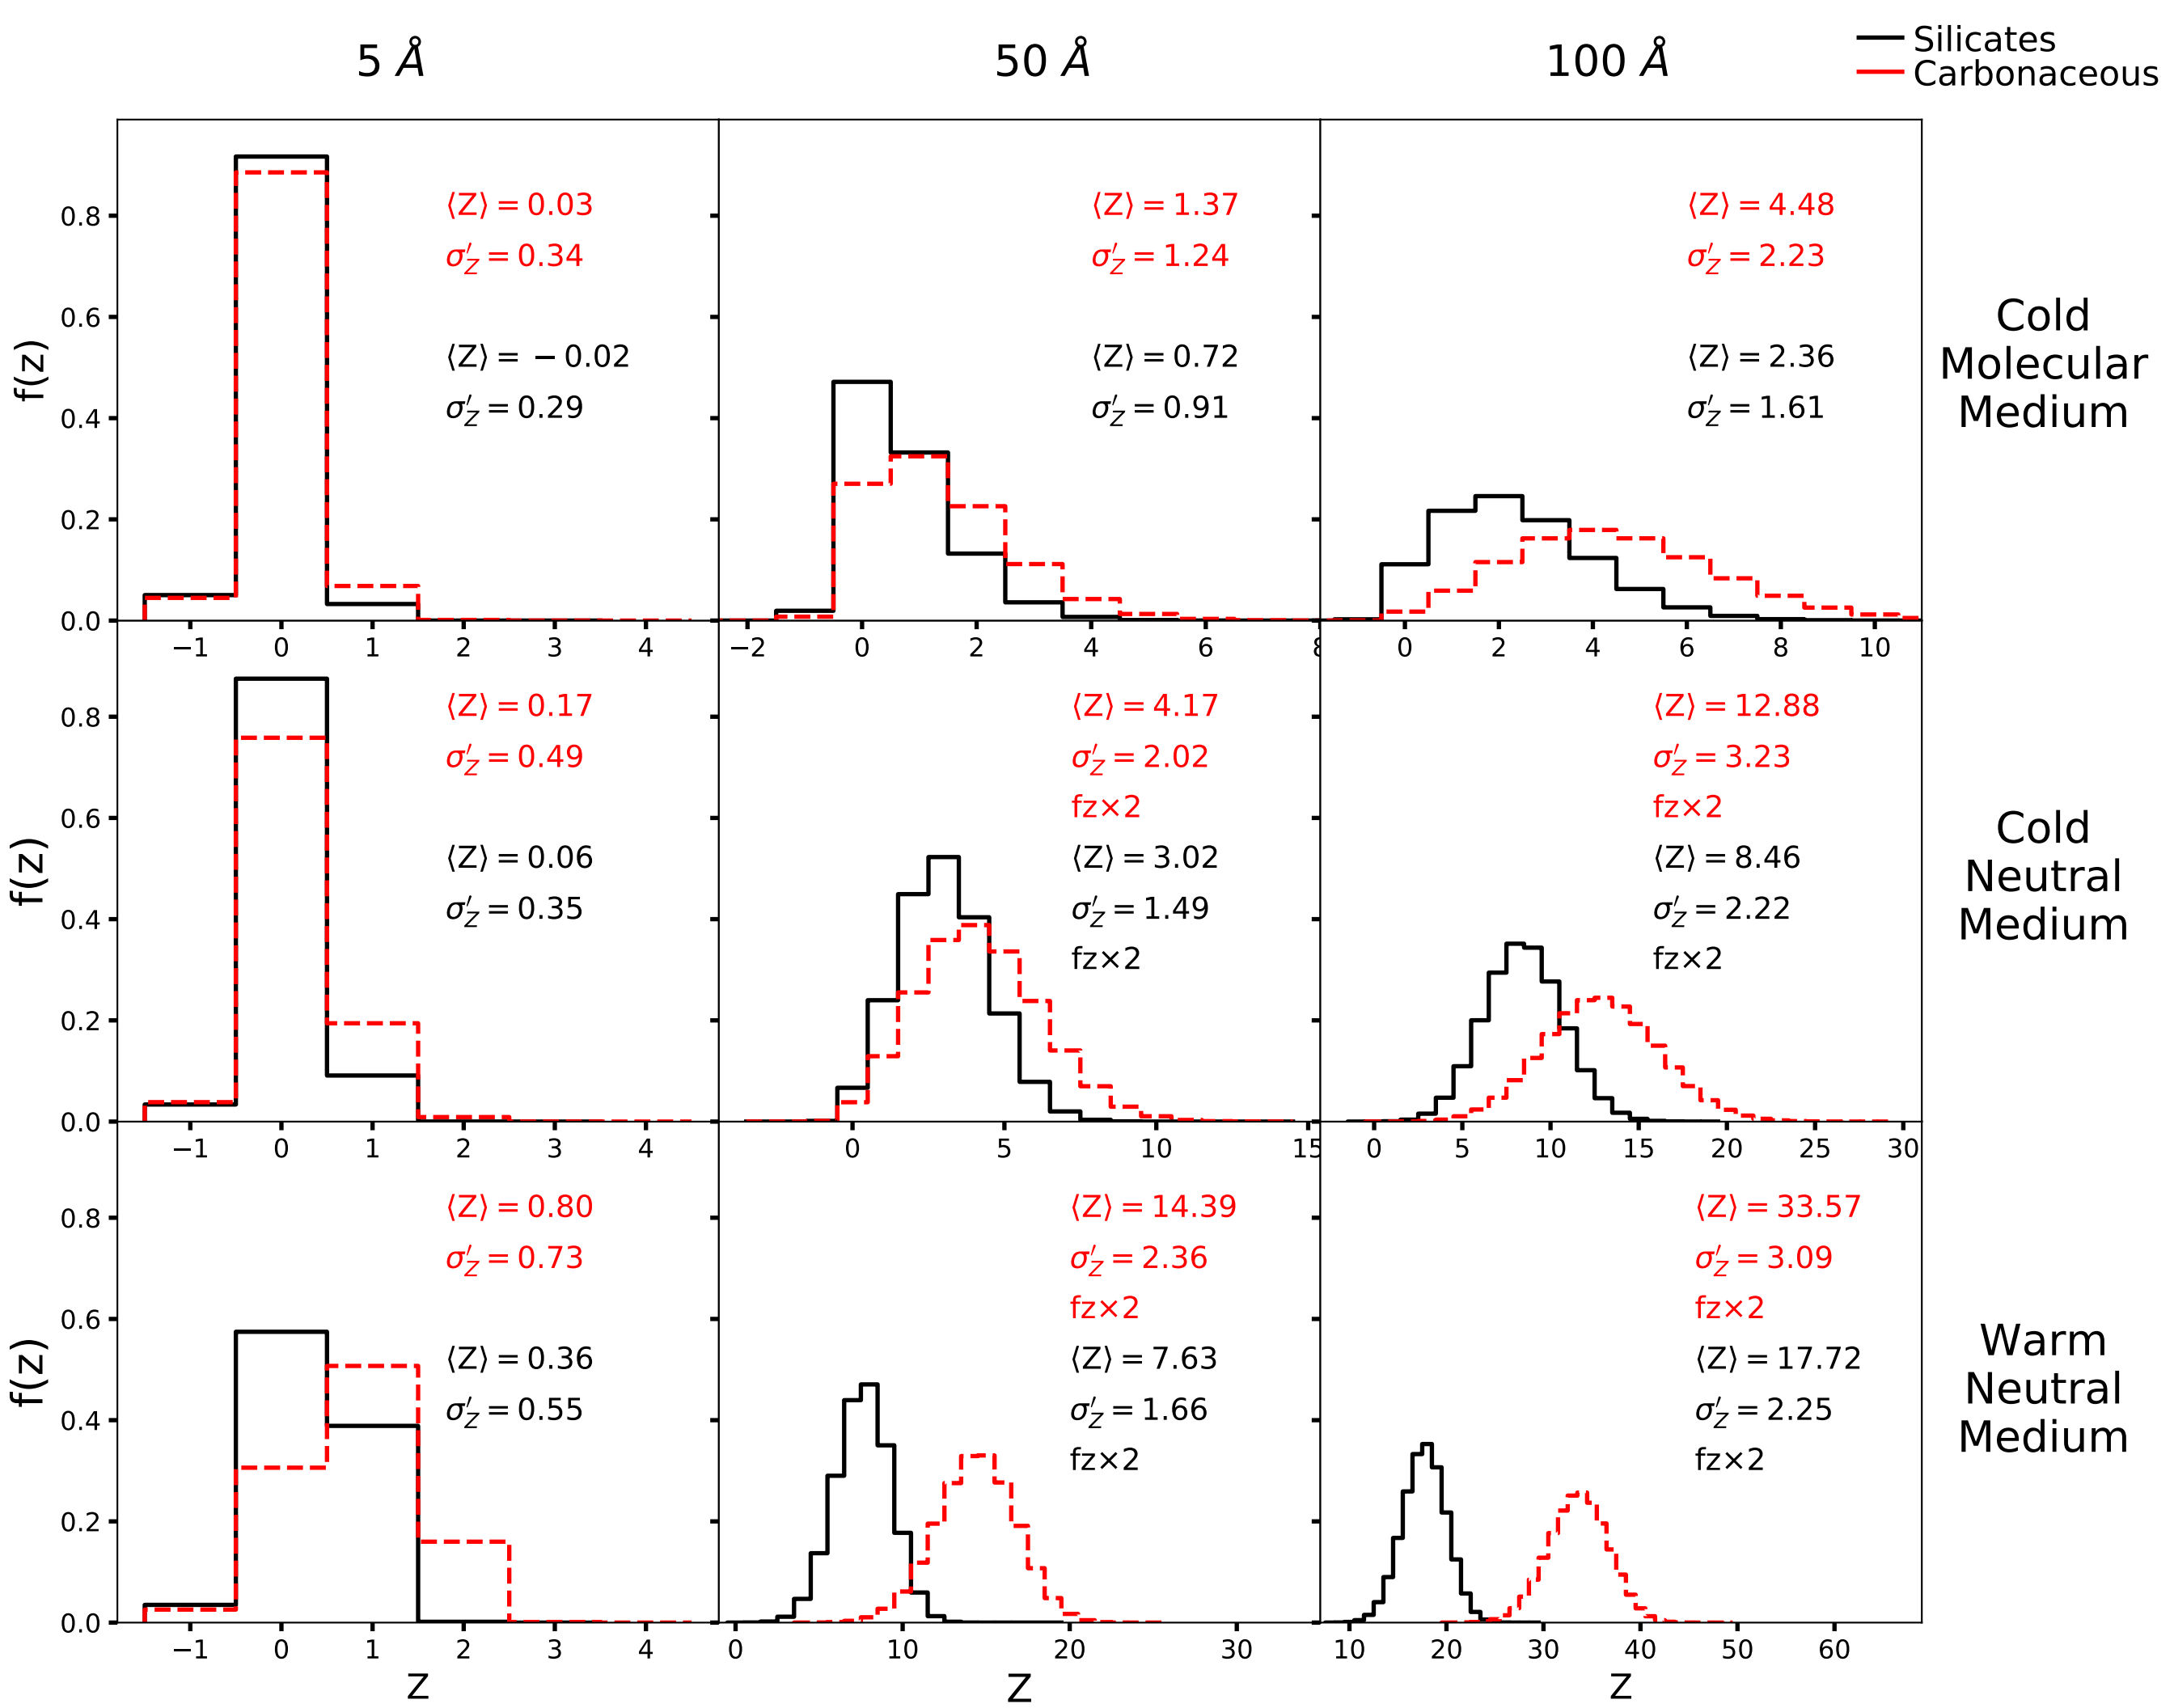 5 Å
50 Å
100 Å
Silicates
Carbonaceous
f(z)
0.8
0.6
0.4
0.2
0.0
⟨Z⟩ = 0.03
σ′Z = 0.34
⟨Z⟩ = −0.02
σ′Z = 0.29
−1 0 1 2 3 4
⟨Z⟩ = 1.37
σ′Z = 1.24
⟨Z⟩ = 0.72
σ′Z = 0.91
−2 0 2 4 6 8
⟨Z⟩ = 4.48
σ′Z = 2.23
⟨Z⟩ = 2.36
σ′Z = 1.61
0 2 4 6 8 10
Cold
Molecular
Medium
f(z)
0.8
0.6
0.4
0.2
0.0
⟨Z⟩ = 0.17
σ′Z = 0.49
⟨Z⟩ = 0.06
σ′Z = 0.35
−1 0 1 2 3 4
⟨Z⟩ = 4.17
σ′Z = 2.02
fz×2
⟨Z⟩ = 3.02
σ′Z = 1.49
fz×2
0 5 10 15
⟨Z⟩ = 12.88
σ′Z = 3.23
fz×2
⟨Z⟩ = 8.46
σ′Z = 2.22
fz×2
0 5 10 15 20 25 30
Cold
Neutral
Medium
f(z)
0.8
0.6
0.4
0.2
0.0
⟨Z⟩ = 0.80
σ′Z = 0.73
⟨Z⟩ = 0.36
σ′Z = 0.55
−1 0 1 2 3 4
Z
⟨Z⟩ = 14.39
σ′Z = 2.36
fz×2
⟨Z⟩ = 7.63
σ′Z = 1.66
fz×2
0 10 20 30
Z
⟨Z⟩ = 33.57
σ′Z = 3.09
fz×2
⟨Z⟩ = 17.72
σ′Z = 2.25
fz×2
10 20 30 40 50 60
Z
Warm
Neutral
Medium